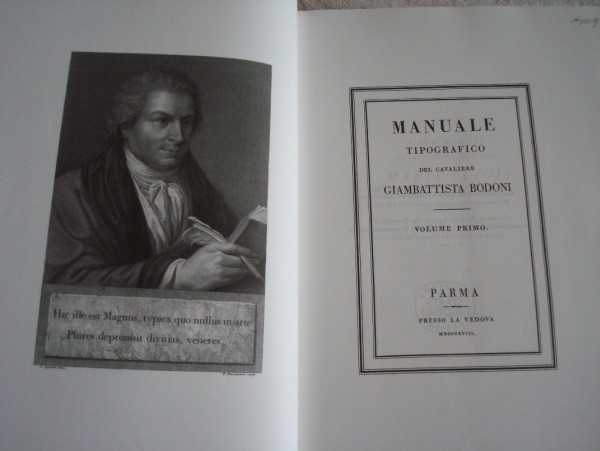 Hic ille est Magnus, typica quo nullus in arte
Plures depromsit divitias, veneres.
MANUALE
TIPOGRAFICO
DEL CAVALIERE
GIAMBATTISTA BODONI
VOLUME PRIMO.
PARMA
PRESSO LA VEDOVA
MDCCCXVIII.